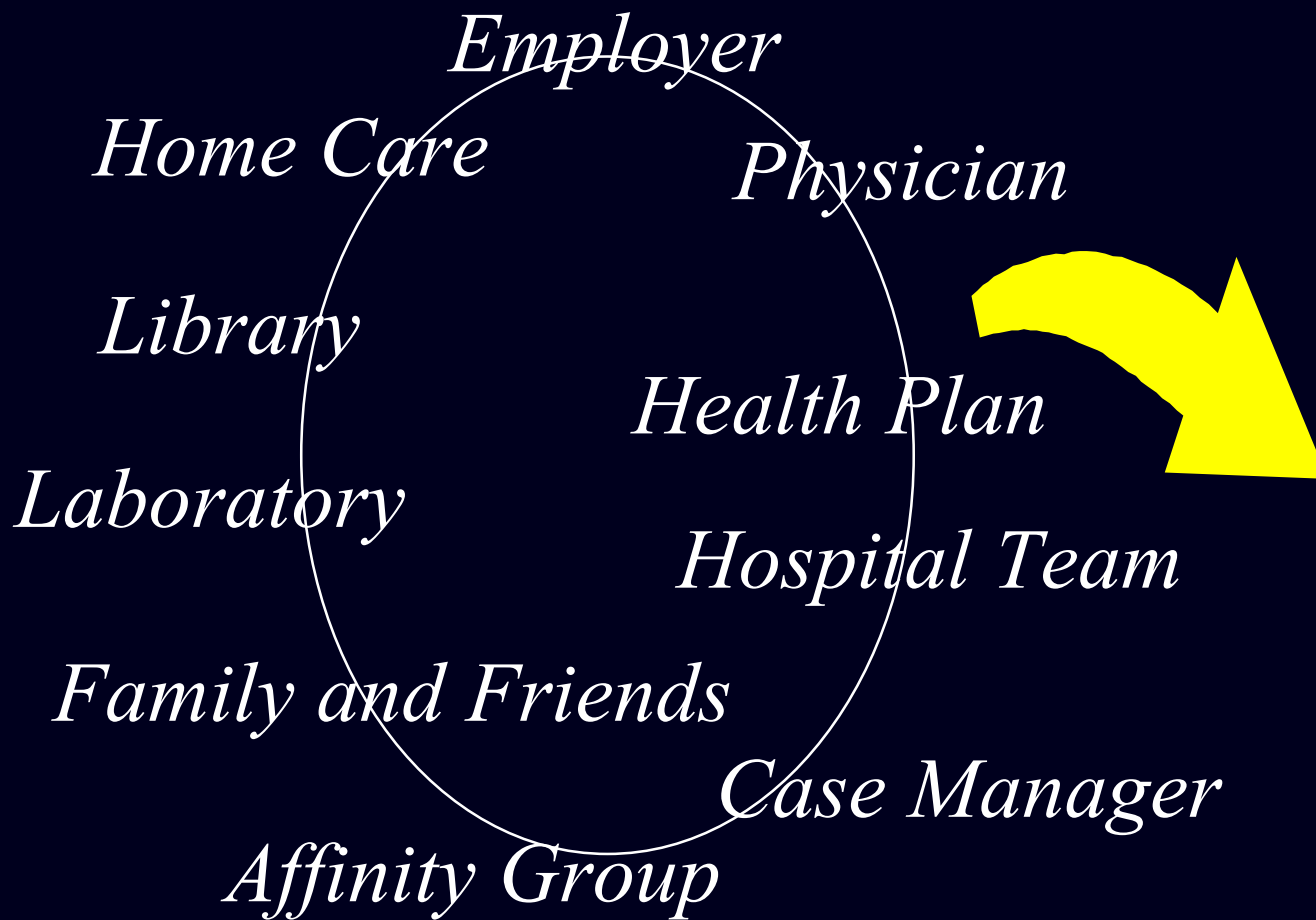 Employer
Home Care
Physician
Library
Health Plan
Laboratory
Hospital Team
Family and Friends
Case Manager
Affinity Group